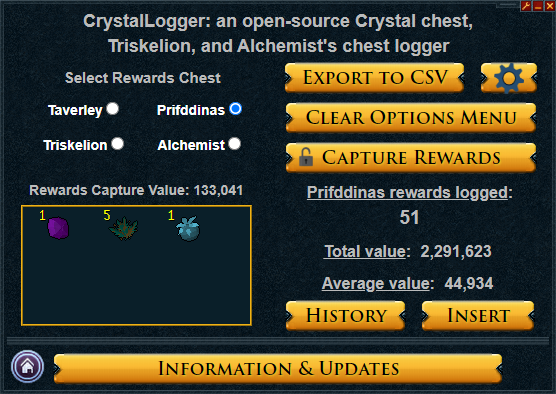 CrystalLogger: an open-source Crystal chest,
Triskelion, and Alchemist's chest logger
Select Rewards Chest
Taverley Prifddinas
Triskelion Alchemist
Rewards Capture Value: 133,041
1 5 1
EXPORT TO CSV
CLEAR OPTIONS MENU
CAPTURE REWARDS
Prifddinas rewards logged:
51
Total value: 2,291,623
Average value: 44,934
HISTORY INSERT
INFORMATION & UPDATES